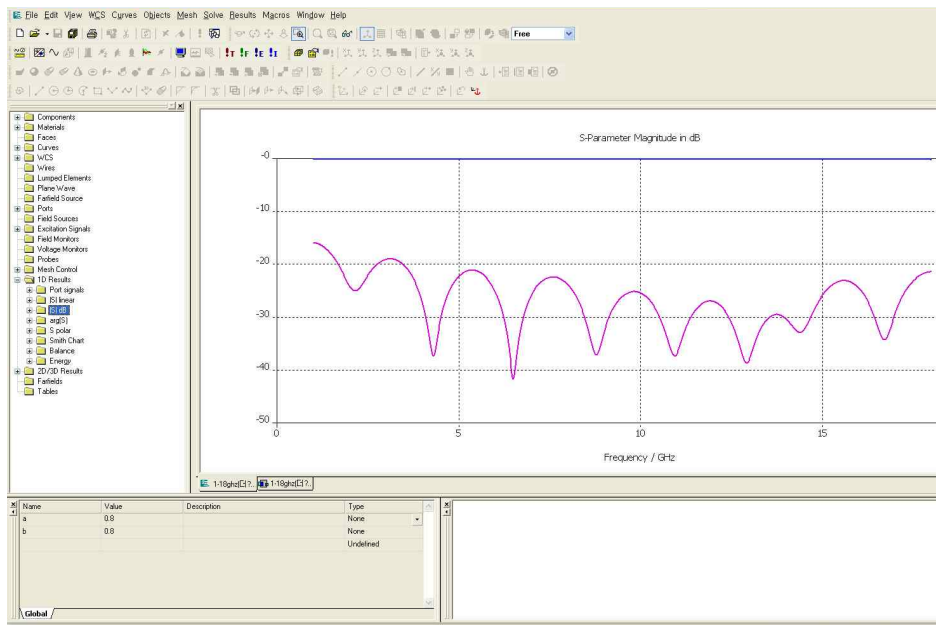 File Edit View WCS Curves Objects Mesh Solve Results Macros Window Help
Free
Components
Materials
Faces
Curves
WCS
Wires
Lumped Elements
Plane Wave
Farfield Source
Ports
Field Sources
Excitation Signals
Field Monitors
Voltage Monitors
Probes
Mesh Control
1D Results
Port signals
|S| linear
|S| dB
arg(S)
S polar
Smith Chart
Balance
Energy
2D/3D Results
Farfields
Tables
S-Parameter Magnitude in dB
-0
-10
-20
-30
-40
-50
0 5 10 15
Frequency / GHz
Name Value Description Type
a 0.8 None
b 0.8 None
Undefined
Global